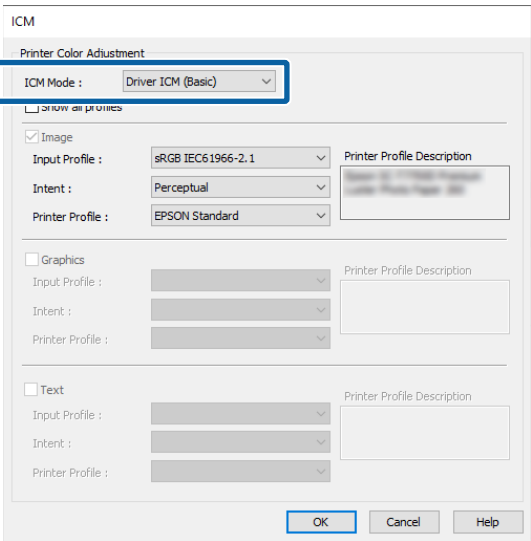 ICM
Printer Color Adjustment
ICM Mode : Driver ICM (Basic)
Show all profiles
Image
Input Profile : sRGB IEC61966-2.1 Printer Profile Description
Intent : Perceptual
Printer Profile : EPSON Standard
Graphics
Input Profile : Printer Profile Description
Intent :
Printer Profile :
Text
Input Profile : Printer Profile Description
Intent :
Printer Profile :
OK Cancel Help